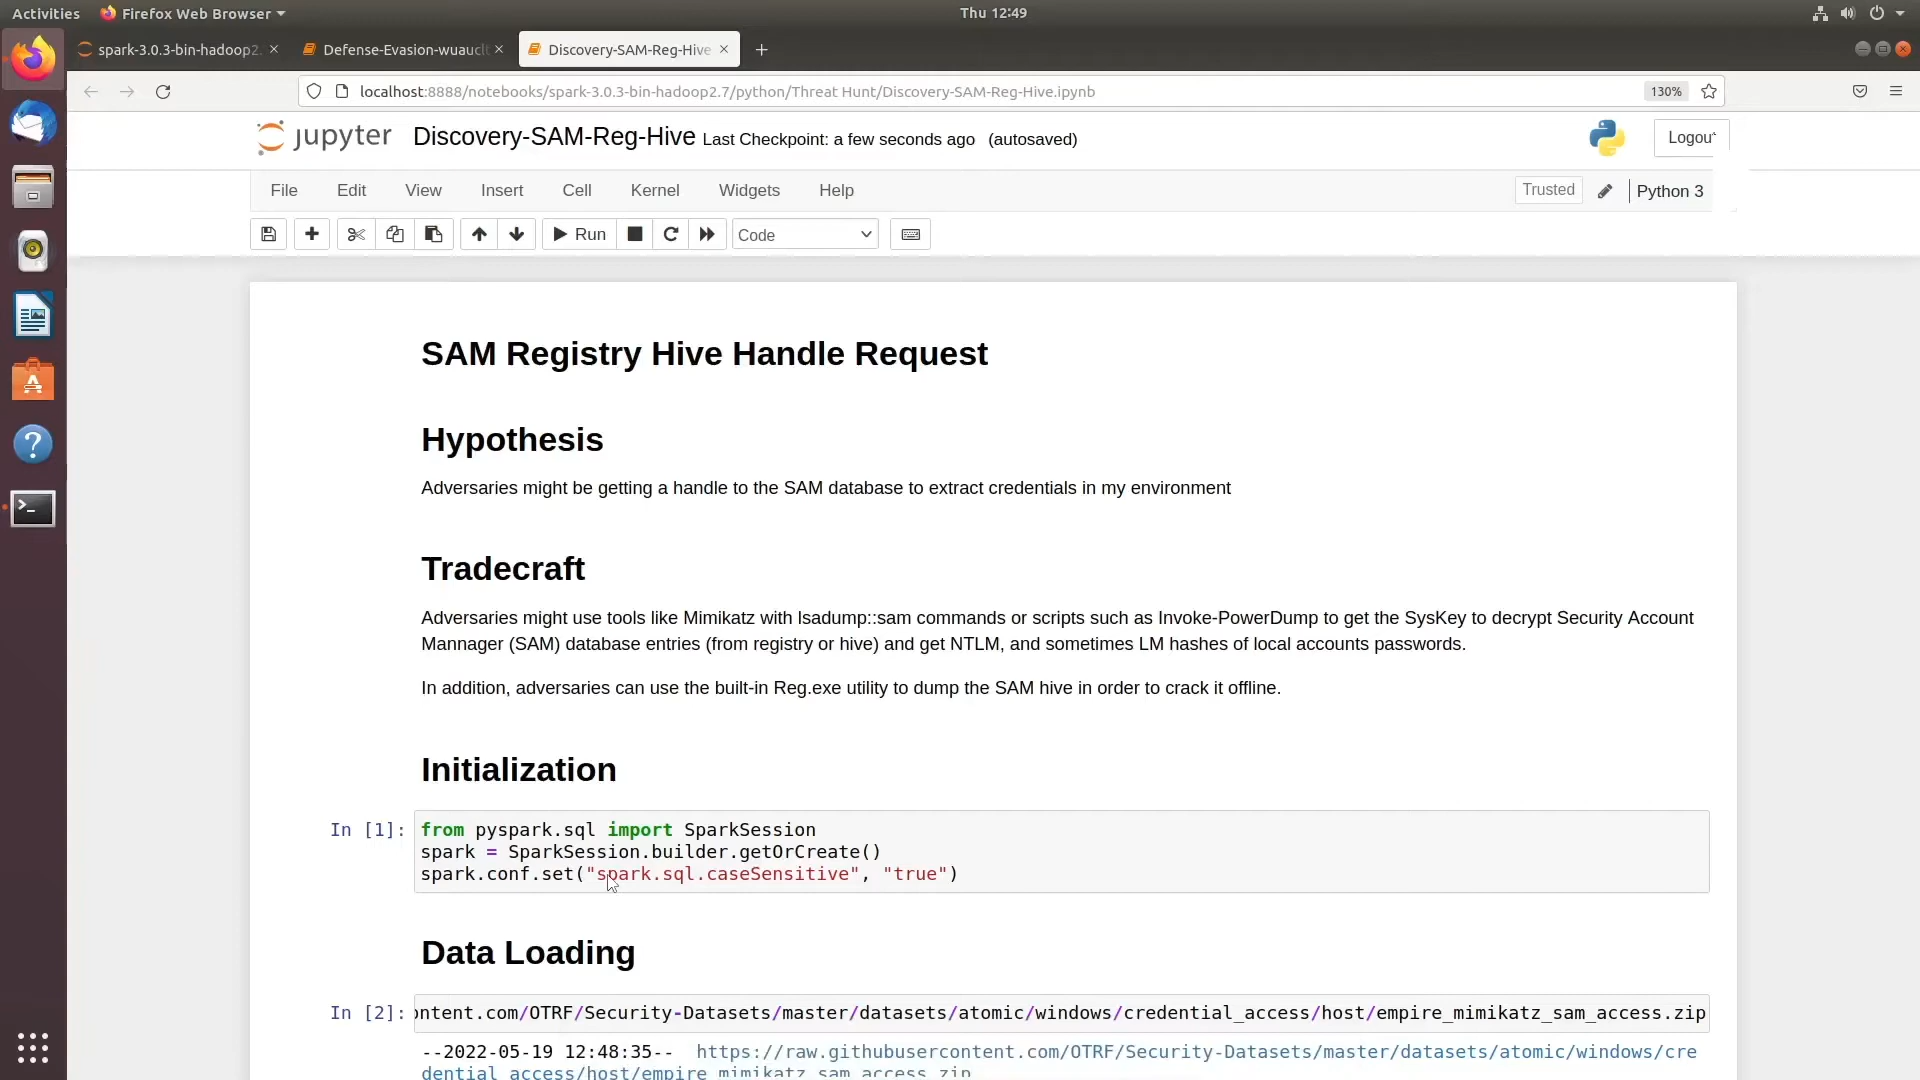 Activities
Firefox Web Browser
Thu 12:49
spark-3.0.3-bin-hadoop2.
Defense-Evasion-wuauclt
Discovery-SAM-Reg-Hive
localhost:8888/notebooks/spark-3.0.3-bin-hadoop2.7/python/Threat Hunt/Discovery-SAM-Reg-Hive.ipynb
130%
jupyter
Discovery-SAM-Reg-Hive Last Checkpoint: a few seconds ago (autosaved)
Logout
File Edit View Insert Cell Kernel Widgets Help
Trusted
Python 3
Run
Code
SAM Registry Hive Handle Request
Hypothesis
Adversaries might be getting a handle to the SAM database to extract credentials in my environment
Tradecraft
Adversaries might use tools like Mimikatz with lsadump::sam commands or scripts such as Invoke-PowerDump to get the SysKey to decrypt Security Account
Mannager (SAM) database entries (from registry or hive) and get NTLM, and sometimes LM hashes of local accounts passwords.
In addition, adversaries can use the built-in Reg.exe utility to dump the SAM hive in order to crack it offline.
Initialization
In [1]: from pyspark.sql import SparkSession
spark = SparkSession.builder.getOrCreate()
spark.conf.set("spark.sql.caseSensitive", "true")
Data Loading
In [2]: ontent.com/OTRF/Security-Datasets/master/datasets/atomic/windows/credential_access/host/empire_mimikatz_sam_access.zip
--2022-05-19 12:48:35-- https://raw.githubusercontent.com/OTRF/Security-Datasets/master/datasets/atomic/windows/cre
dential_access/host/empire_mimikatz_sam_access.zip